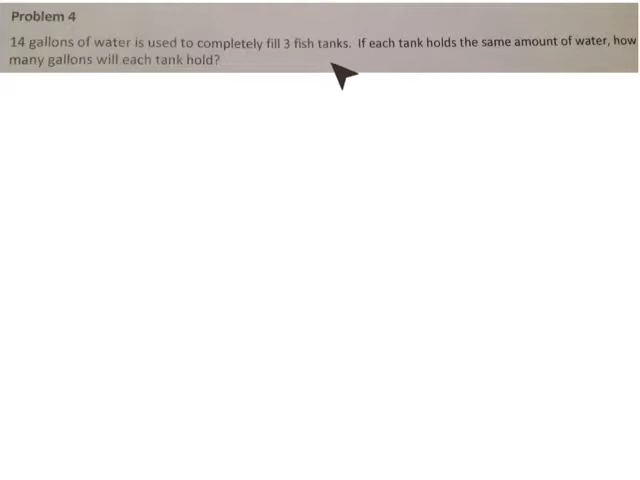 Problem 4
14 gallons of water is used to completely fill 3 fish tanks. If each tank holds the same amount of water, how
many gallons will each tank hold?